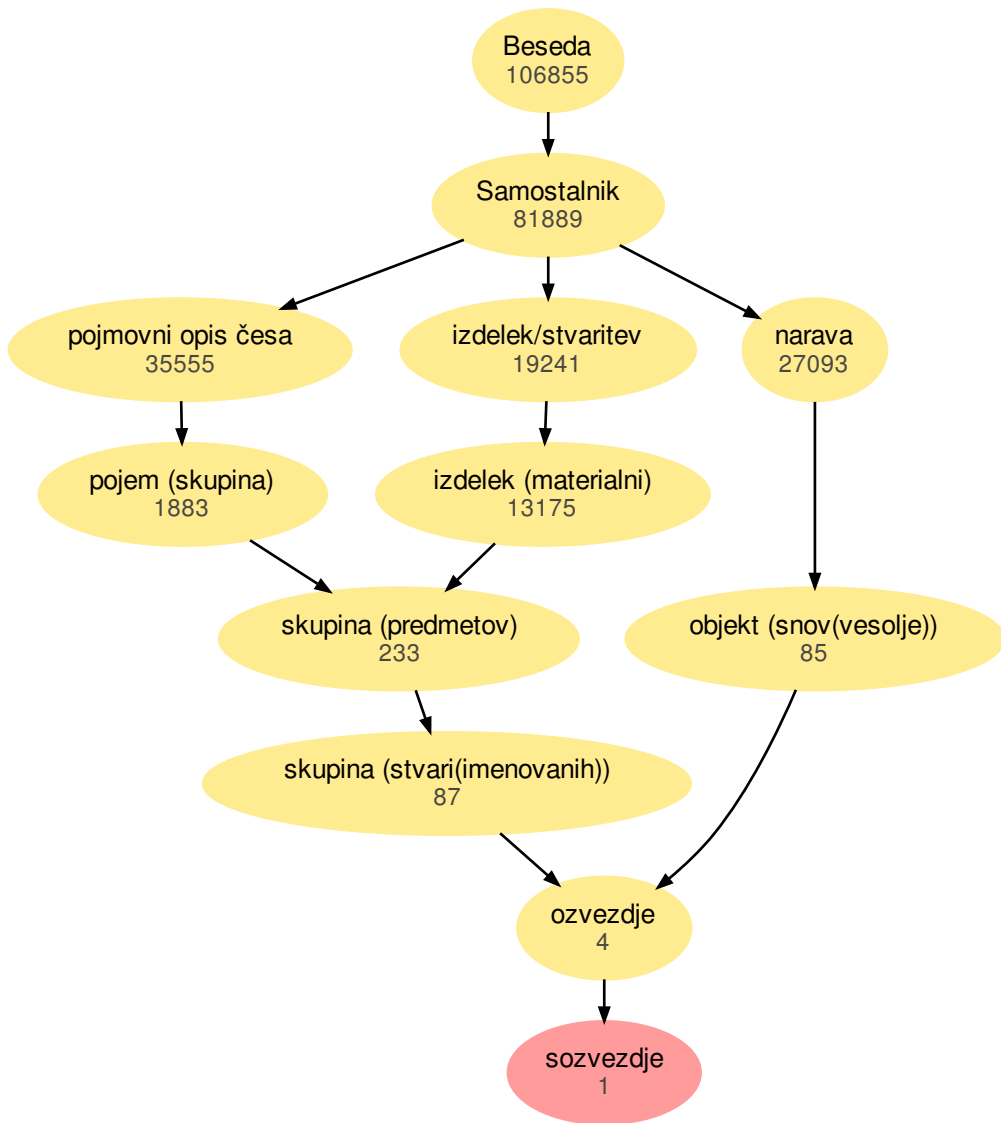 Beseda
106855
Samostalnik
81889
pojmovni opis česa
35555
izdelek/stvaritev
19241
narava
27093
pojem (skupina)
1883
izdelek (materialni)
13175
skupina (predmetov)
233
objekt (snov(vesolje))
85
skupina (stvari(imenovanih))
87
ozvezdje
4
sozvezdje
1